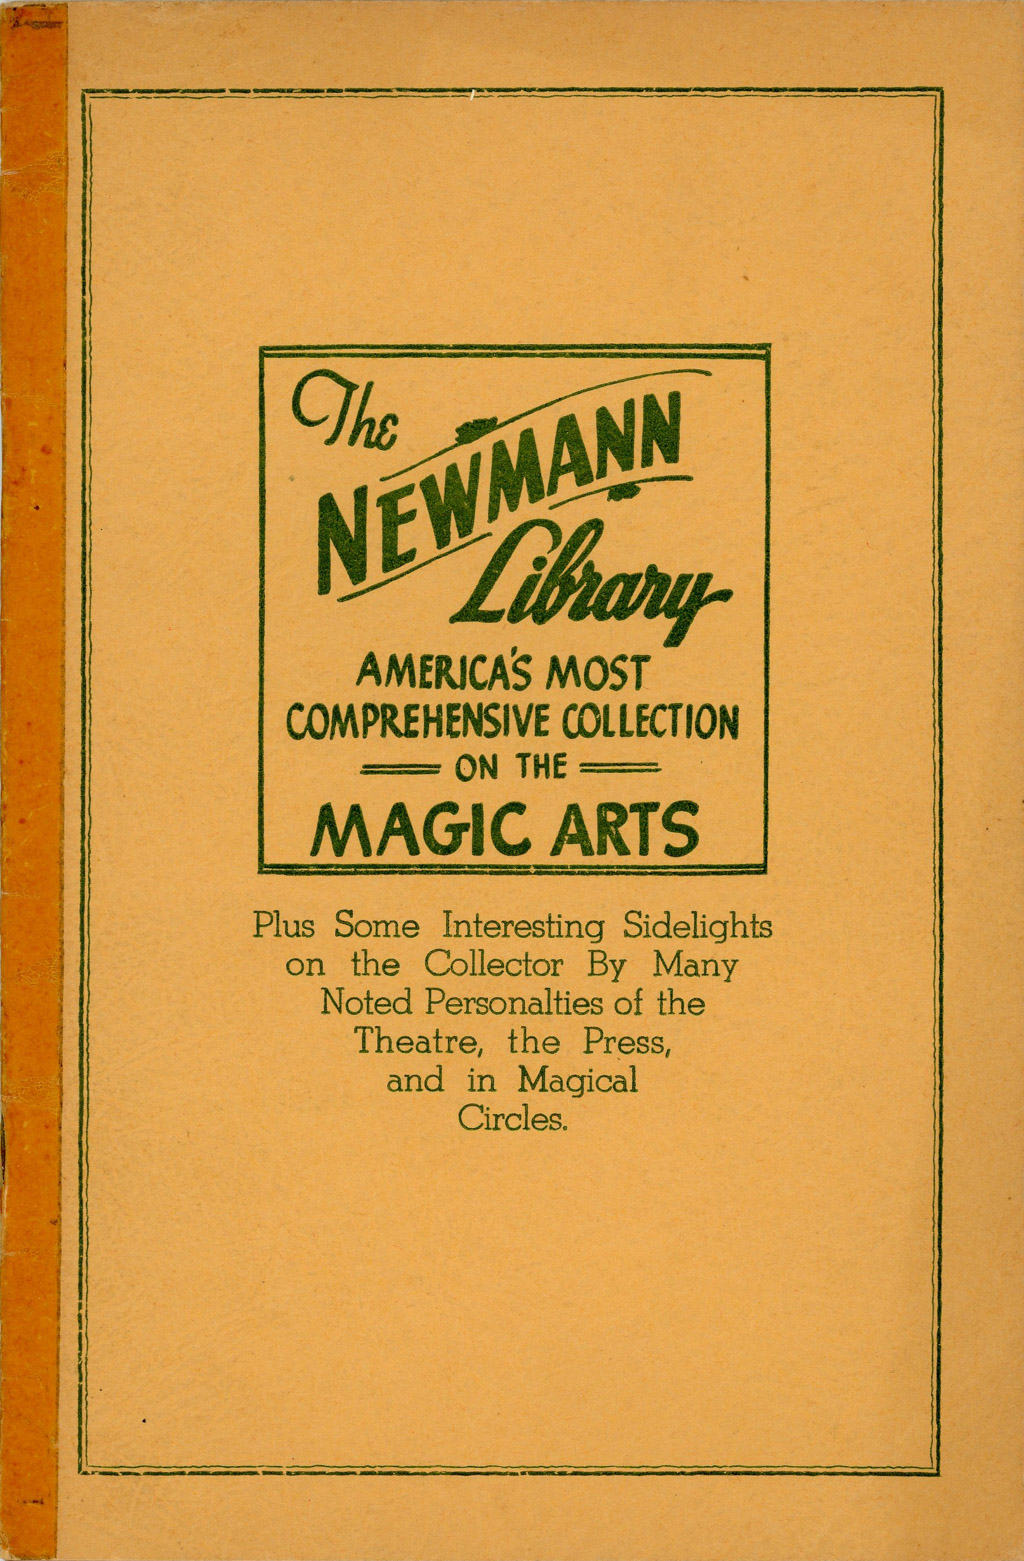 The
NEWMANN
Library
AMERICA'S MOST
COMPREHENSIVE COLLECTION
ON THE
MAGIC ARTS
Plus Some Interesting Sidelights
on the Collector By Many
Noted Personalties of the
Theatre, the Press,
and in Magical
Circles.